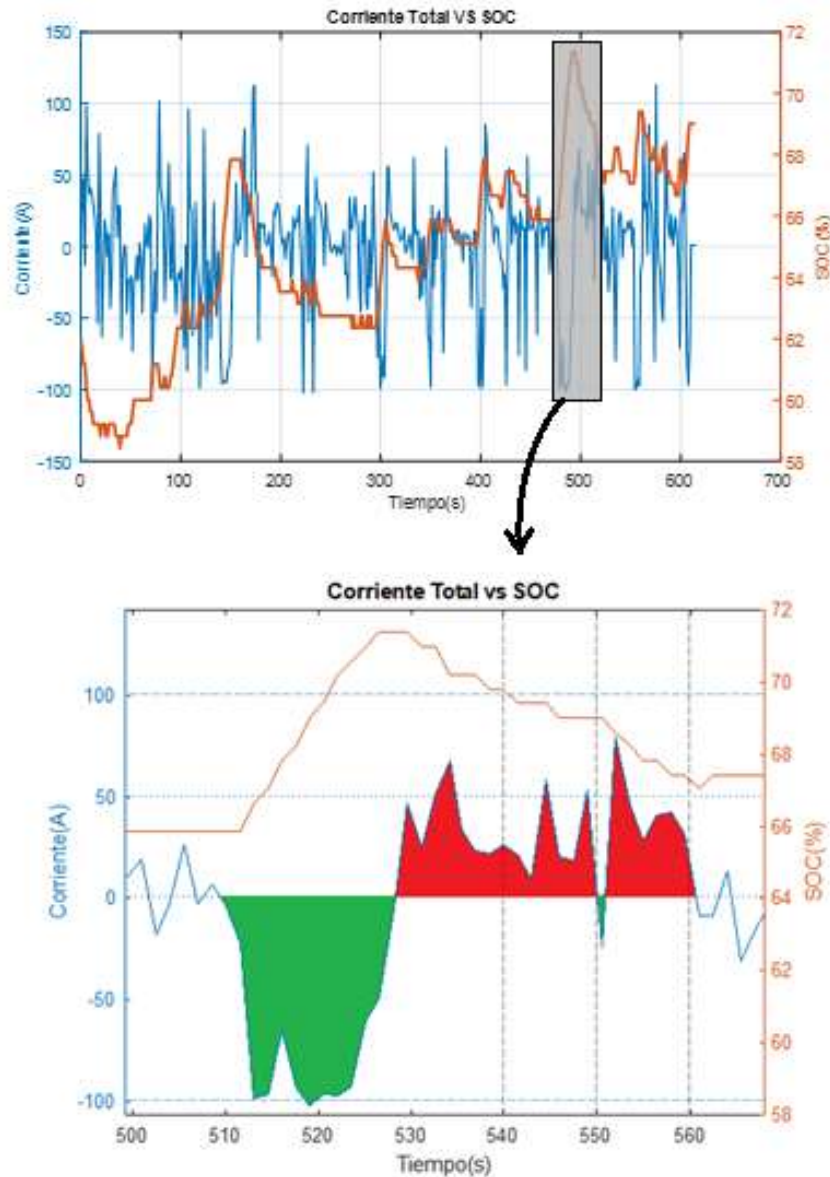 Corriente Total VS SOC
150
100
50
0
-50
-100
-150
Corriente(A)
72
70
68
66
64
62
60
58
SOC(%)
0 100 200 300 400 500 600 700
Tiempo(s)
Corriente Total vs SOC
100
50
0
-50
-100
Corriente(A)
72
70
68
66
64
62
60
58
SOC(%)
500 510 520 530 540 550 560
Tiempo(s)